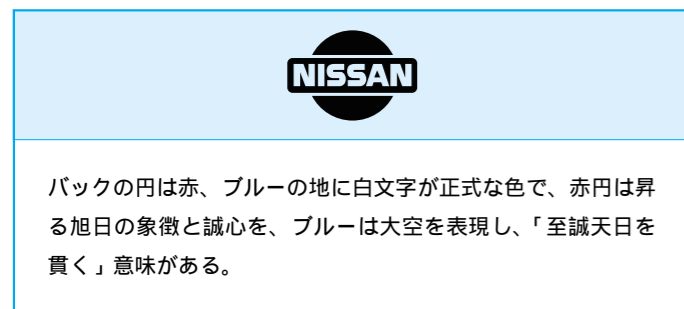 NISSAN
バックの円は赤、ブルーの地に白文字が正式な色で、赤円は昇
る旭日の象徴と誠心を、ブルーは大空を表現し、「至誠天日を
貫く」意味がある。